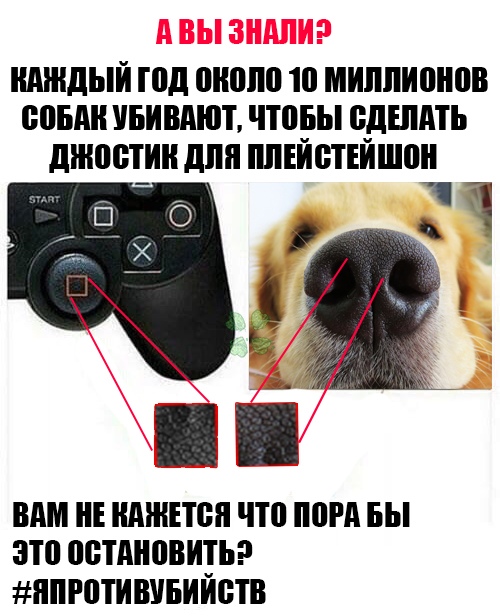 А ВЫ ЗНАЛИ?
КАЖДЫЙ ГОД ОКОЛО 10 МИЛЛИОНОВ
СОБАК УБИВАЮТ, ЧТОБЫ СДЕЛАТЬ
ДЖОСТИК ДЛЯ ПЛЕЙСТЕЙШОН
START
ВАМ НЕ КАЖЕТСЯ ЧТО ПОРА БЫ
ЭТО ОСТАНОВИТЬ?
#ЯПРОТИВУБИЙСТВ